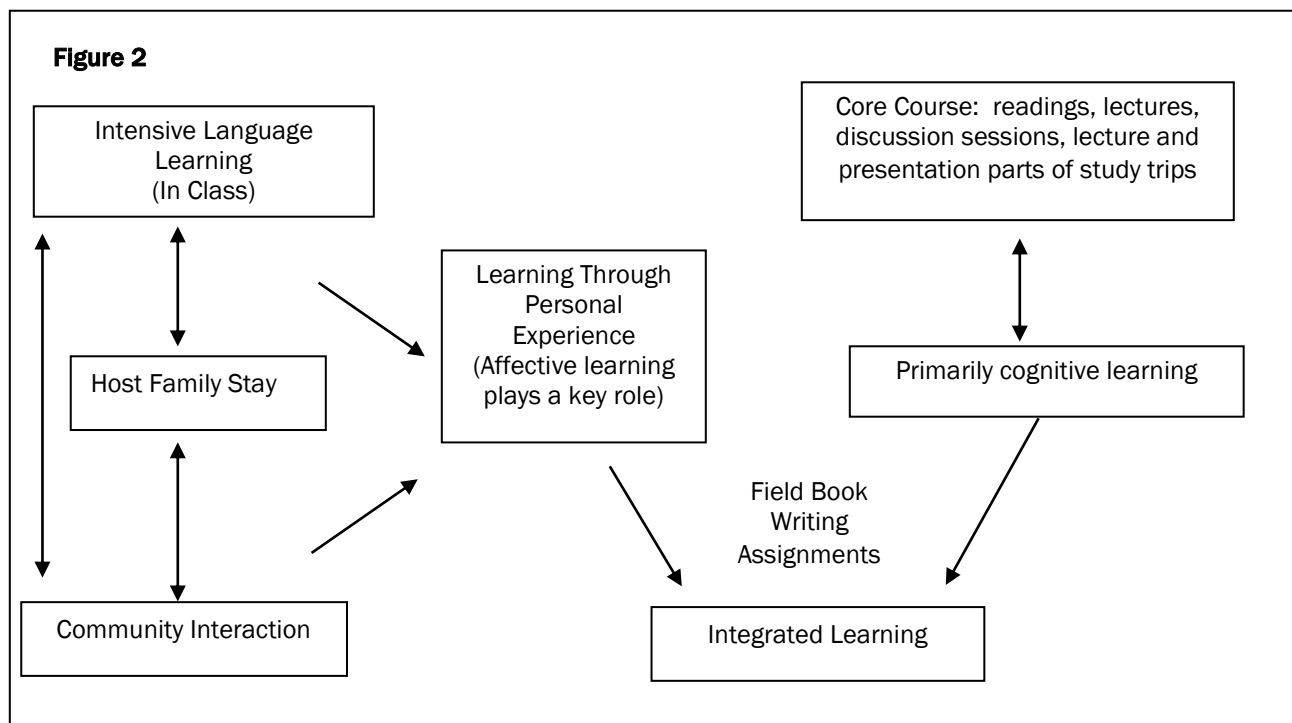 Figure 2
Intensive Language
Learning
(In Class)
Core Course:  readings, lectures,
discussion sessions, lecture and
presentation parts of study trips
Learning Through
Personal
Experience
(Affective learning
plays a key role)
Host Family Stay
Primarily cognitive learning
Field Book
Writing
Assignments
Community Interaction
Integrated Learning